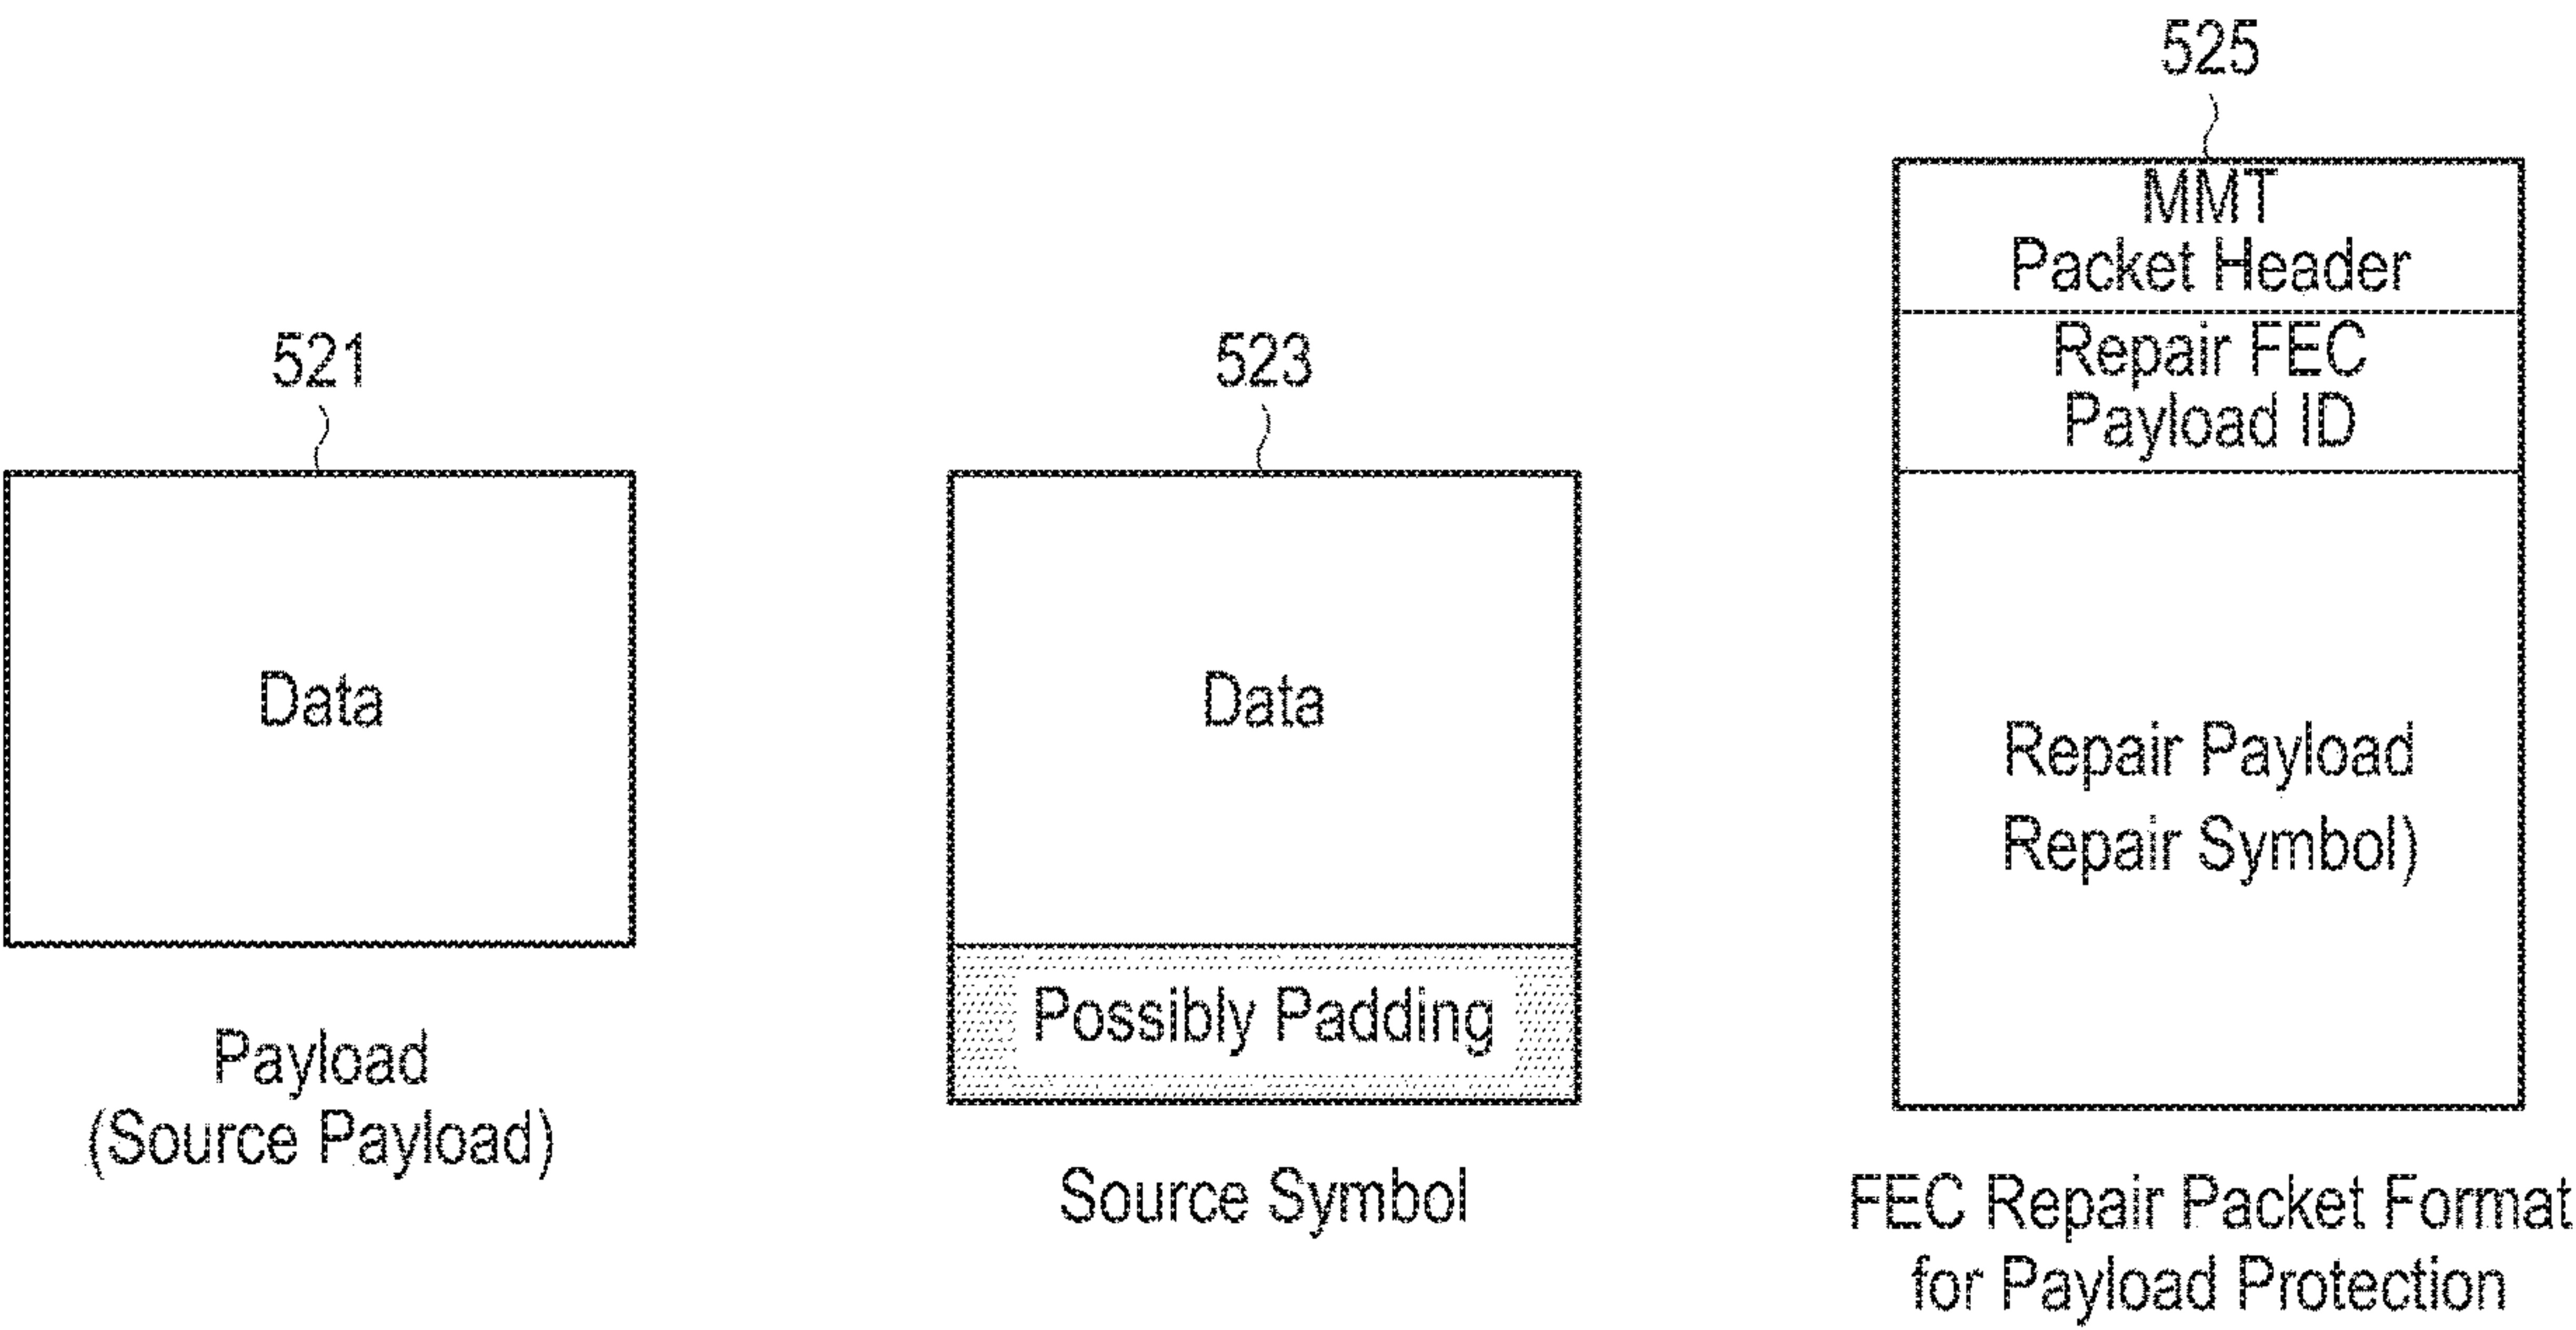 525
MMT
Packet Header
Repair FEC
Payload ID
Repair Payload
Repair Symbol)
FEC Repair Packet Format
for Payload Protection
521
Data
Payload
(Source Payload)
523
Data
Possibly Padding
Source Symbol